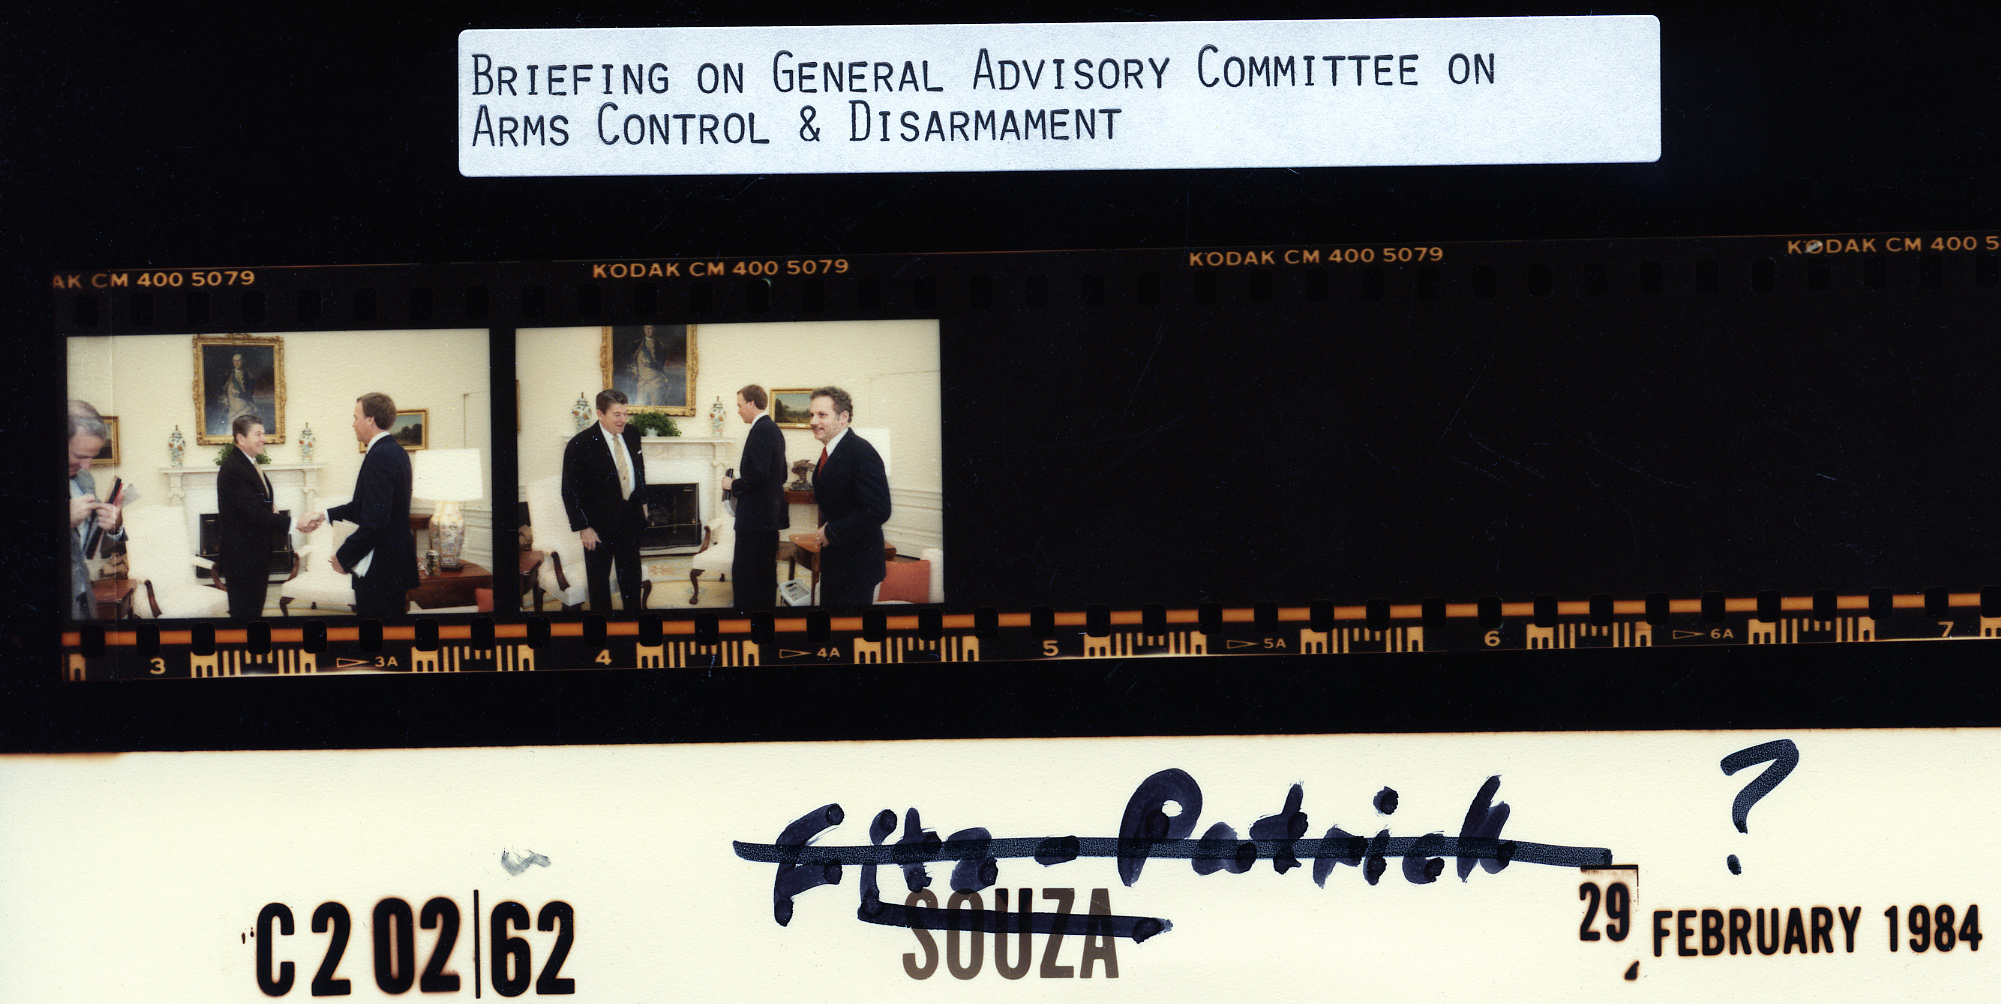 BRIEFING ON GENERAL ADVISORY COMMITTEE ON
ARMS CONTROL & DISARMAMENT
AK CM 400 5079 KODAK CM 400 5079 KODAK CM 400 5079 KODAK CM 400 5
3 3A 4 4A 5 5A 6 6A 7
Fitz-Patrick ?
C202|62 SOUZA 29 FEBRUARY 1984